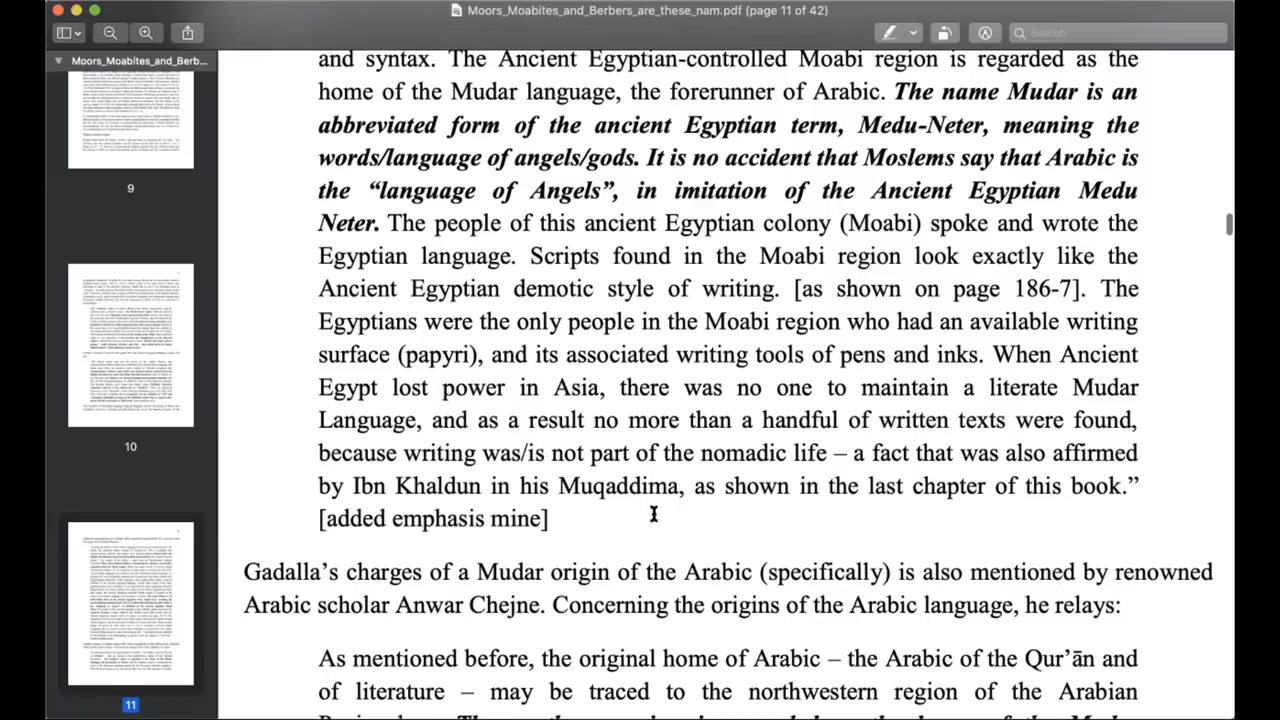 Moors_Moabites_and_Berbers_are_these_nam.pdf (page 11 of 42)
Search
Moors_Moabites_and_Berb...
9
10
11
and syntax. The Ancient Egyptian-controlled Moabi region is regarded as the
home of the Mudar language, the forerunner of Arabic. The name Mudar is an
abbreviated form ancient Egyptian Medu-Neter, meaning the
words/language of angels/gods. It is no accident that Moslems say that Arabic is
the “language of Angels”, in imitation of the Ancient Egyptian Medu
Neter. The people of this ancient Egyptian colony (Moabi) spoke and wrote the
Egyptian language. Scripts found in the Moabi region look exactly like the
Ancient Egyptian demotic style of writing. [as shown on page 186-7]. The
Egyptians were the only people in the Moabi region who had an available writing
surface (papyri), and its associated writing tools of pens and inks. When Ancient
Egypt lost power in Asia, there was no one to maintain a literate Mudar
Language, and as a result no more than a handful of written texts were found,
because writing was/is not part of the nomadic life – a fact that was also affirmed
by Ibn Khaldun in his Muqaddima, as shown in the last chapter of this book.”
[added emphasis mine]
Gadalla’s claim of a Mudar origin of the Arabic (specifically) is also by renowned
Arabic scholar Anwar Chejne. Concerning the origins of the Arabic language, he relays:
As stated before, the original home of Arabic – the Arabic of the Qur’ān and
of literature – may be traced to the northwestern region of the Arabian